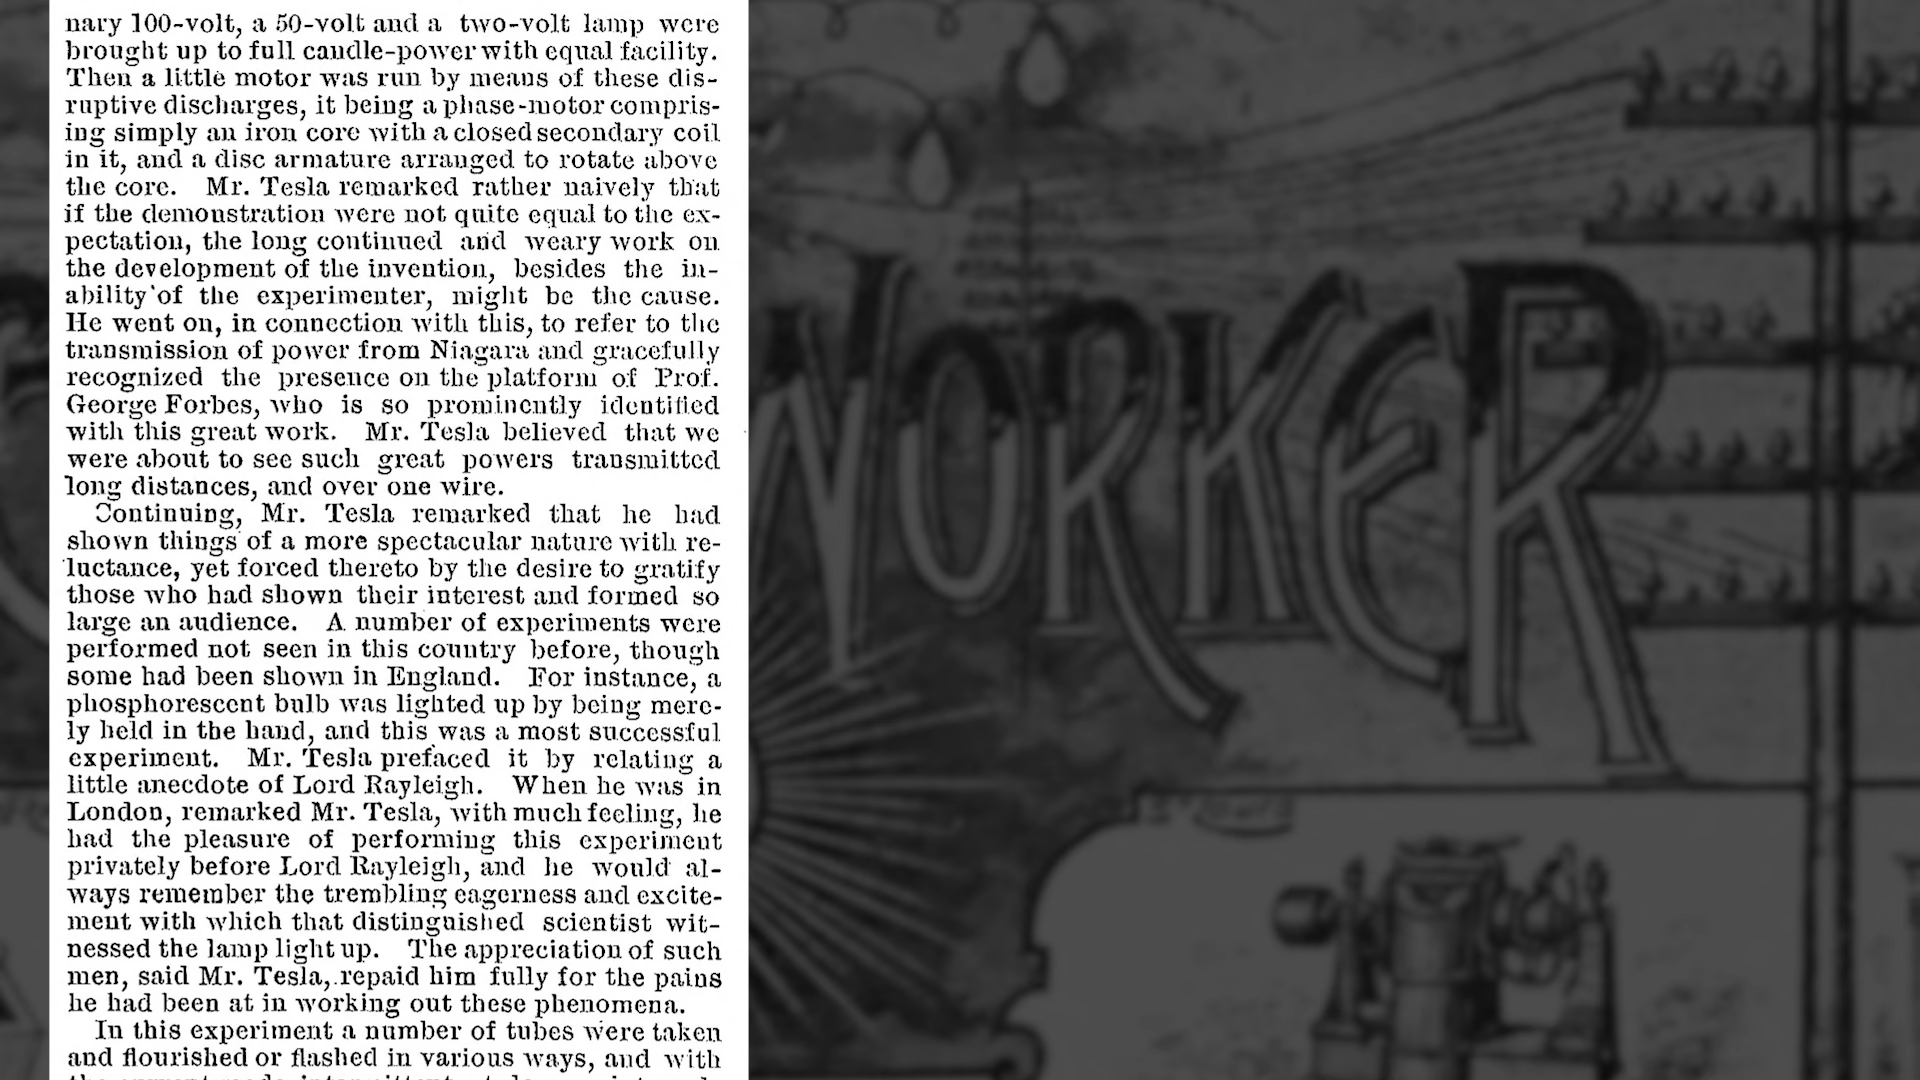 nary 100-volt, a 50-volt and a two-volt lamp were
brought up to full candle-power with equal facility.
Then a little motor was run by means of these dis-
ruptive discharges, it being a phase-motor compris-
ing simply an iron core with a closed secondary coil
in it, and a disc armature arranged to rotate above
the core. Mr. Tesla remarked rather naively that
if the demonstration were not quite equal to the ex-
pectation, the long continued and weary work on
the development of the invention, besides the in-
ability of the experimenter, might be the cause.
He went on, in connection with this, to refer to the
transmission of power from Niagara and gracefully
recognized the presence on the platform of Prof.
George Forbes, who is so prominently identified
with this great work. Mr. Tesla believed that we
were about to see such great powers transmitted
long distances, and over one wire.
Continuing, Mr. Tesla remarked that he had
shown things of a more spectacular nature with re-
luctance, yet forced thereto by the desire to gratify
those who had shown their interest and formed so
large an audience. A number of experiments were
performed not seen in this country before, though
some had been shown in England. For instance, a
phosphorescent bulb was lighted up by being mere-
ly held in the hand, and this was a most successful
experiment. Mr. Tesla prefaced it by relating a
little anecdote of Lord Rayleigh. When he was in
London, remarked Mr. Tesla, with much feeling, he
had the pleasure of performing this experiment
privately before Lord Rayleigh, and he would al-
ways remember the trembling eagerness and excite-
ment with which that distinguished scientist wit-
nessed the lamp light up. The appreciation of such
men, said Mr. Tesla, repaid him fully for the pains
he had been at in working out these phenomena.
In this experiment a number of tubes were taken
and flourished or flashed in various ways, and with
WORKER